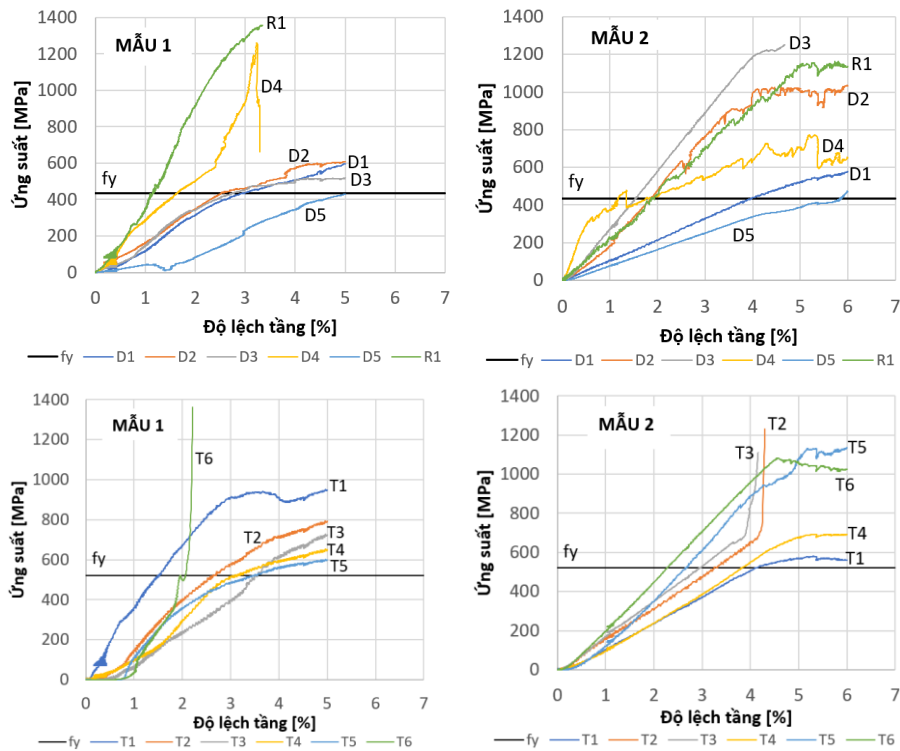 1400
1200
1000
800
600
400
200
0
Ứng suất [MPa]
MẪU 1
fy
R1
D4
D2
D1
D3
D5
0 1 2 3 4 5 6 7
Độ lệch tầng [%]
fy D1 D2 D3 D4 D5 R1
1400
1200
1000
800
600
400
200
0
Ứng suất [MPa]
MẪU 2
fy
D3
R1
D2
D4
D1
D5
0 1 2 3 4 5 6 7
Độ lệch tầng [%]
fy D1 D2 D3 D4 D5 R1
1400
1200
1000
800
600
400
200
0
Ứng suất [MPa]
MẪU 1
fy
T6
T1
T2
T3
T4
T5
0 1 2 3 4 5 6 7
Độ lệch tầng [%]
fy T1 T2 T3 T4 T5 T6
1400
1200
1000
800
600
400
200
0
Ứng suất [MPa]
MẪU 2
fy
T2
T3
T5
T6
T4
T1
0 1 2 3 4 5 6 7
Độ lệch tầng [%]
fy T1 T2 T3 T4 T5 T6